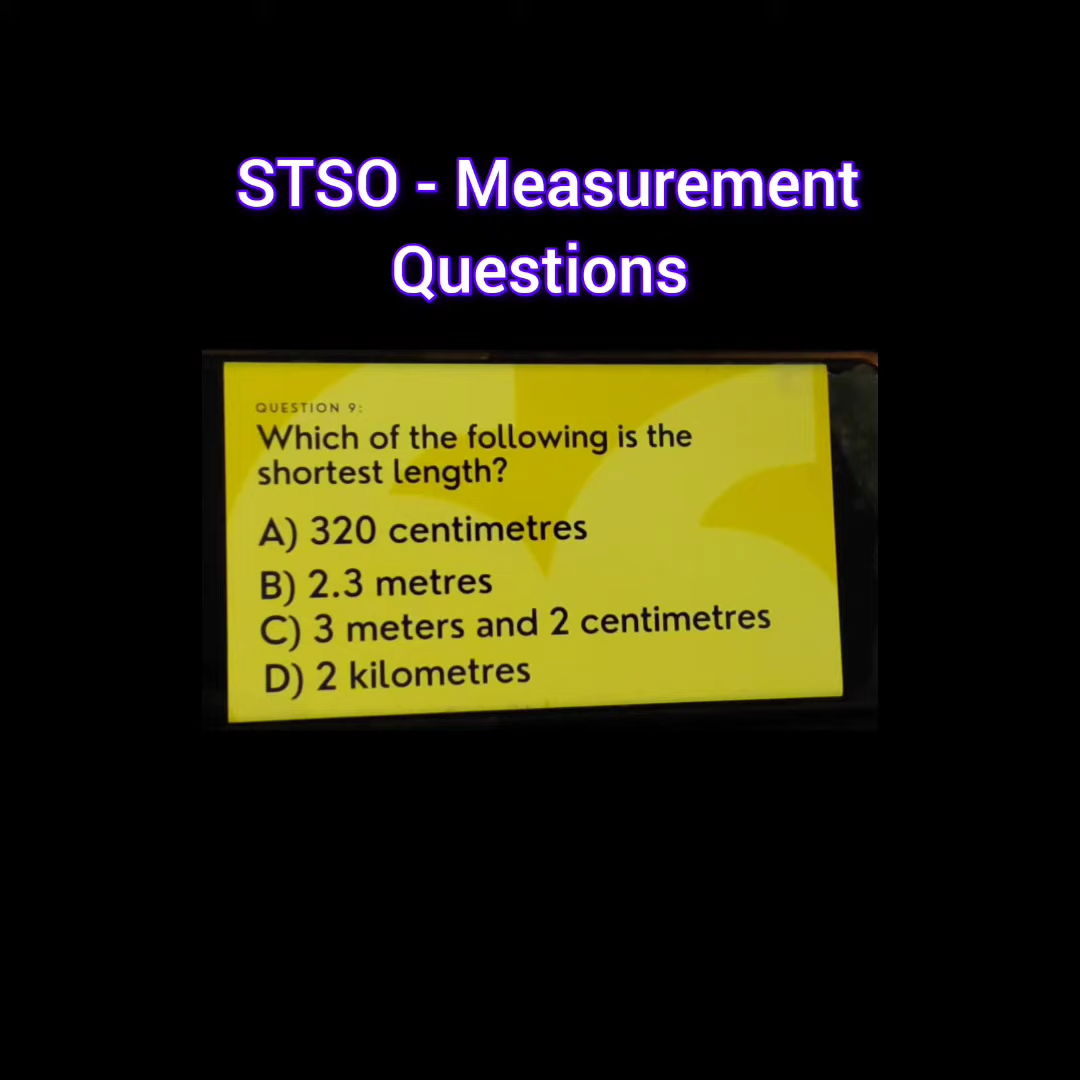 STSO - Measurement
Questions
QUESTION 9:
Which of the following is the
shortest length?
A) 320 centimetres
B) 2.3 metres
C) 3 meters and 2 centimetres
D) 2 kilometres